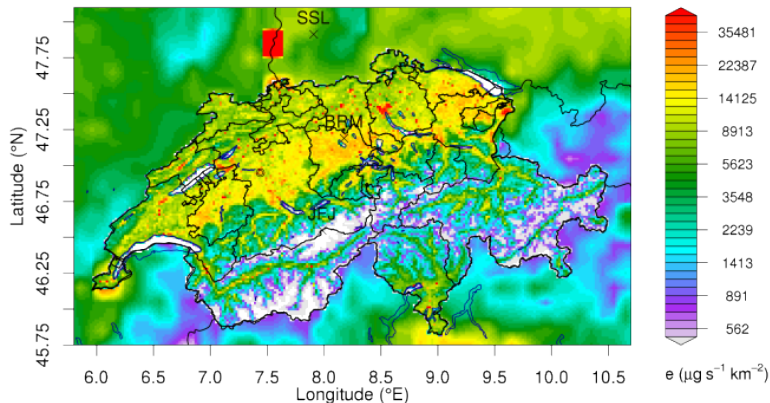 SSL
BRM
JFJ
47.75
47.25
46.75
46.25
45.75
Latitude (°N)
6.0 6.5 7.0 7.5 8.0 8.5 9.0 9.5 10.0 10.5
Longitude (°E)
35481
22387
14125
8913
5623
3548
2239
1413
891
562
e (μg s⁻¹ km⁻²)